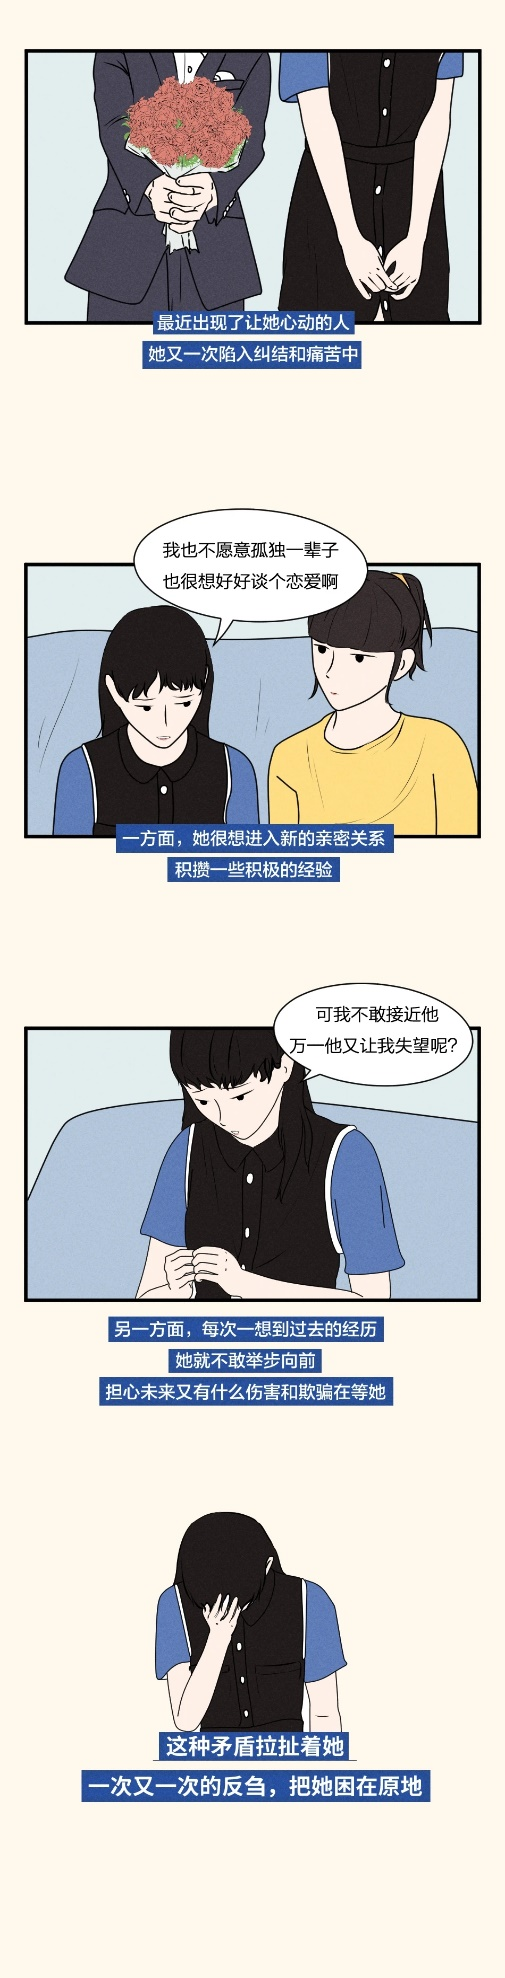 最近出现了让她心动的人
她又一次陷入纠结和痛苦中
我也不愿意孤独一辈子
也很想好好谈个恋爱啊
一方面，她很想进入新的亲密关系
积攒一些积极的经验
可我不敢接近他
万一他又让我失望呢？
另一方面，每次一想到过去的经历
她就不敢举步向前
担心未来又有什么伤害和欺骗在等她
这种矛盾拉扯着她
一次又一次的反刍，把她困在原地